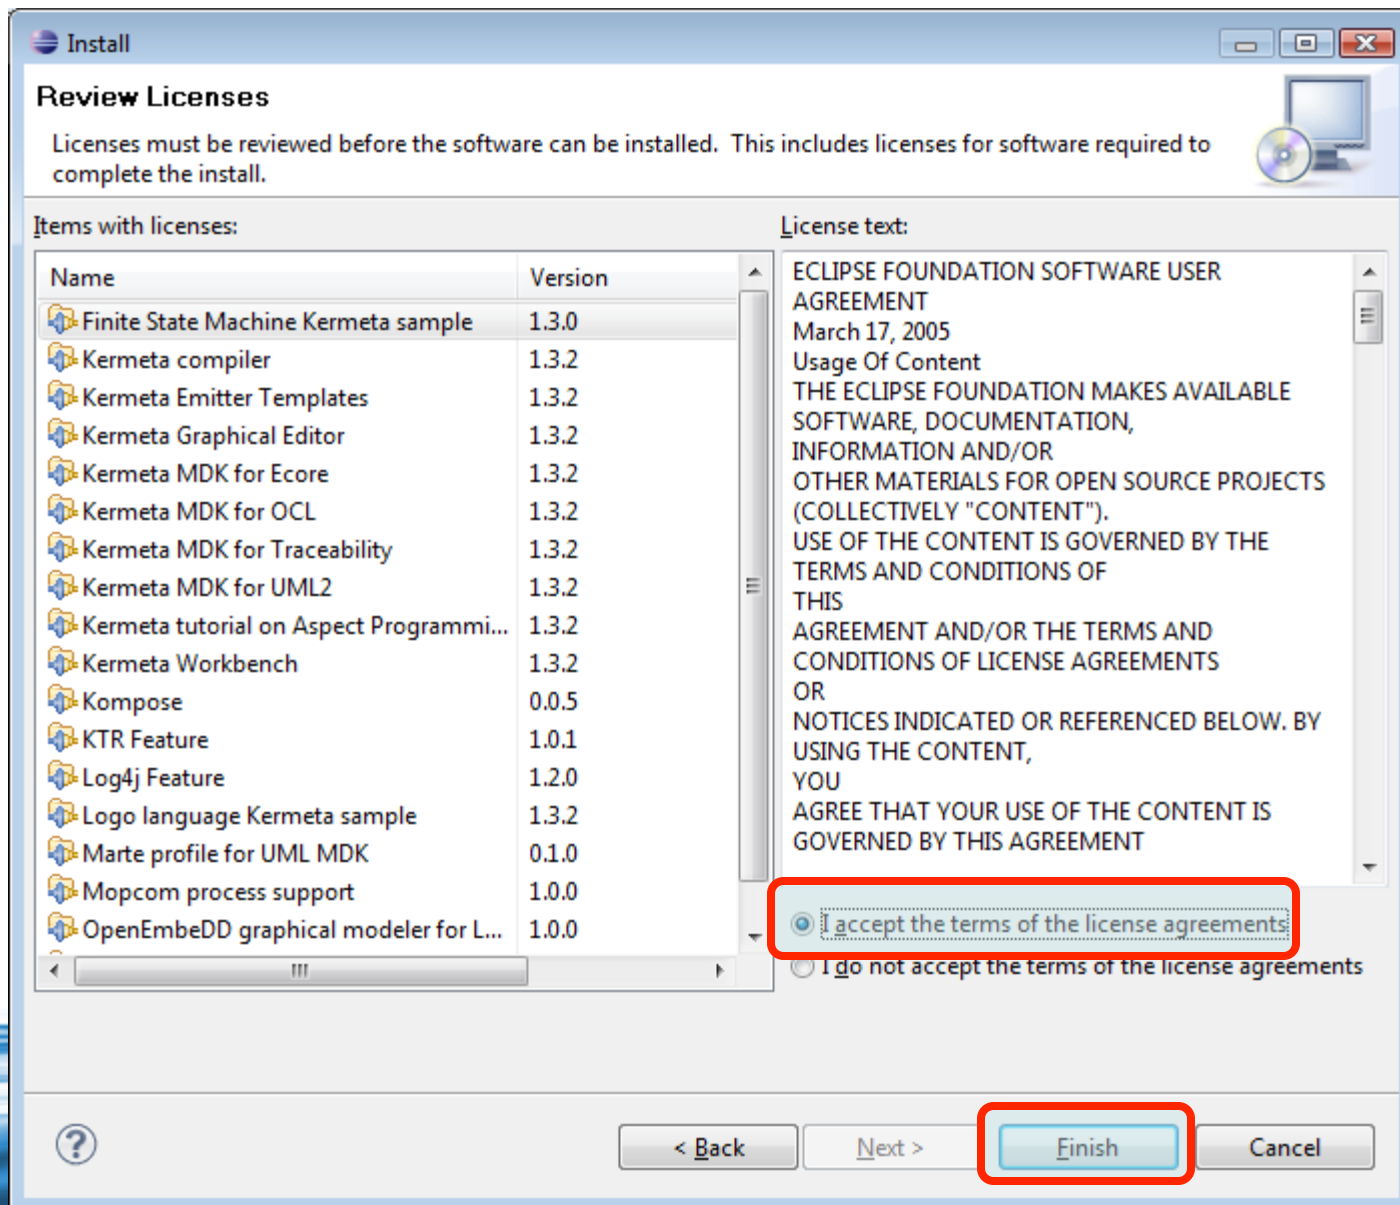 Install
Review Licenses
Licenses must be reviewed before the software can be installed.  This includes licenses for software required to
complete the install.
Items with licenses:
Name Version
Finite State Machine Kermeta sample 1.3.0
Kermeta compiler 1.3.2
Kermeta Emitter Templates 1.3.2
Kermeta Graphical Editor 1.3.2
Kermeta MDK for Ecore 1.3.2
Kermeta MDK for OCL 1.3.2
Kermeta MDK for Traceability 1.3.2
Kermeta MDK for UML2 1.3.2
Kermeta tutorial on Aspect Programmi... 1.3.2
Kermeta Workbench 1.3.2
Kompose 0.0.5
KTR Feature 1.0.1
Log4j Feature 1.2.0
Logo language Kermeta sample 1.3.2
Marte profile for UML MDK 0.1.0
Mopcom process support 1.0.0
OpenEmbeDD graphical modeler for L... 1.0.0
License text:
ECLIPSE FOUNDATION SOFTWARE USER
AGREEMENT
March 17, 2005
Usage Of Content
THE ECLIPSE FOUNDATION MAKES AVAILABLE
SOFTWARE, DOCUMENTATION,
INFORMATION AND/OR
OTHER MATERIALS FOR OPEN SOURCE PROJECTS
(COLLECTIVELY "CONTENT").
USE OF THE CONTENT IS GOVERNED BY THE
TERMS AND CONDITIONS OF
THIS
AGREEMENT AND/OR THE TERMS AND
CONDITIONS OF LICENSE AGREEMENTS
OR
NOTICES INDICATED OR REFERENCED BELOW. BY
USING THE CONTENT,
YOU
AGREE THAT YOUR USE OF THE CONTENT IS
GOVERNED BY THIS AGREEMENT
I accept the terms of the license agreements
I do not accept the terms of the license agreements
?
< Back
Next >
Finish
Cancel